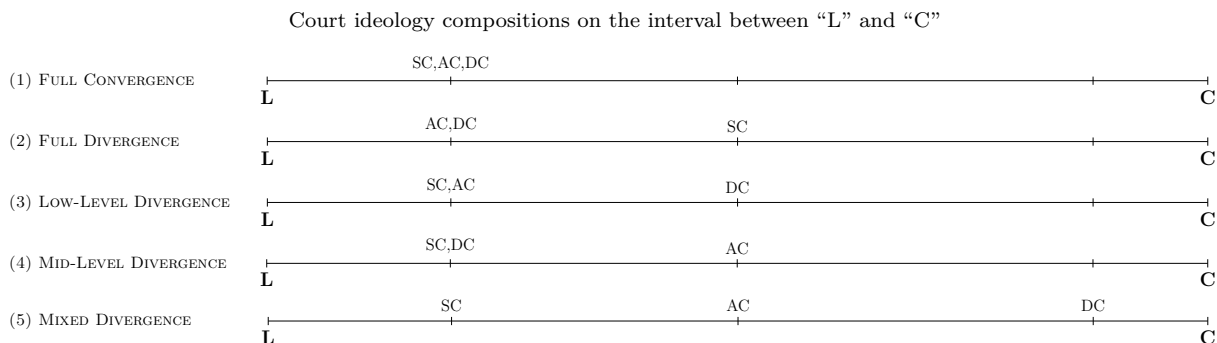 Court ideology compositions on the interval between “L” and “C”
SC,AC,DC
(1) FULL CONVERGENCE
L C
AC,DC SC
(2) FULL DIVERGENCE
L C
SC,AC DC
(3) LOW-LEVEL DIVERGENCE
L C
SC,DC AC
(4) MID-LEVEL DIVERGENCE
L C
SC AC DC
(5) MIXED DIVERGENCE
L C